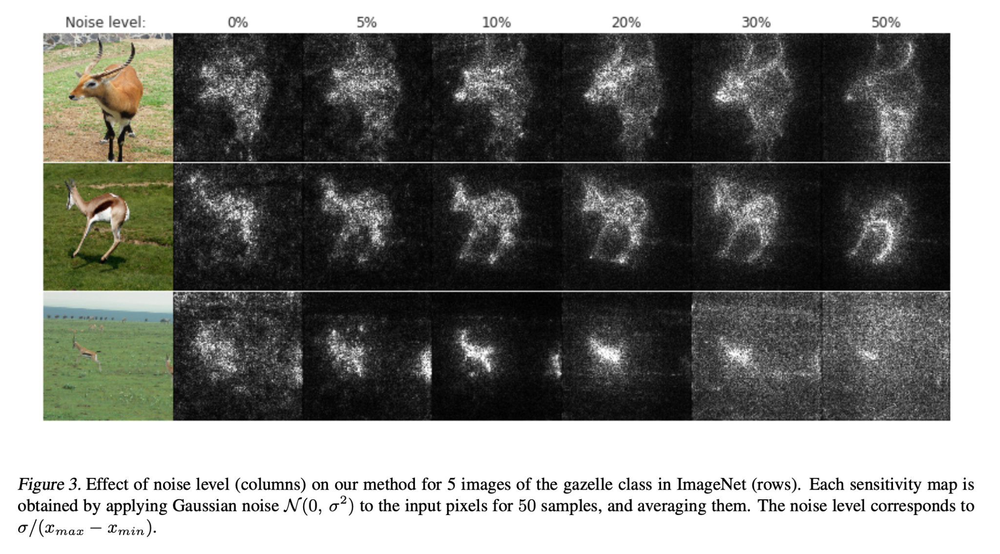 Noise level: 0% 5% 10% 20% 30% 50%
Figure 3. Effect of noise level (columns) on our method for 5 images of the gazelle class in ImageNet (rows). Each sensitivity map is
obtained by applying Gaussian noise 𝒩(0, σ²) to the input pixels for 50 samples, and averaging them. The noise level corresponds to
σ/(x_max − x_min).